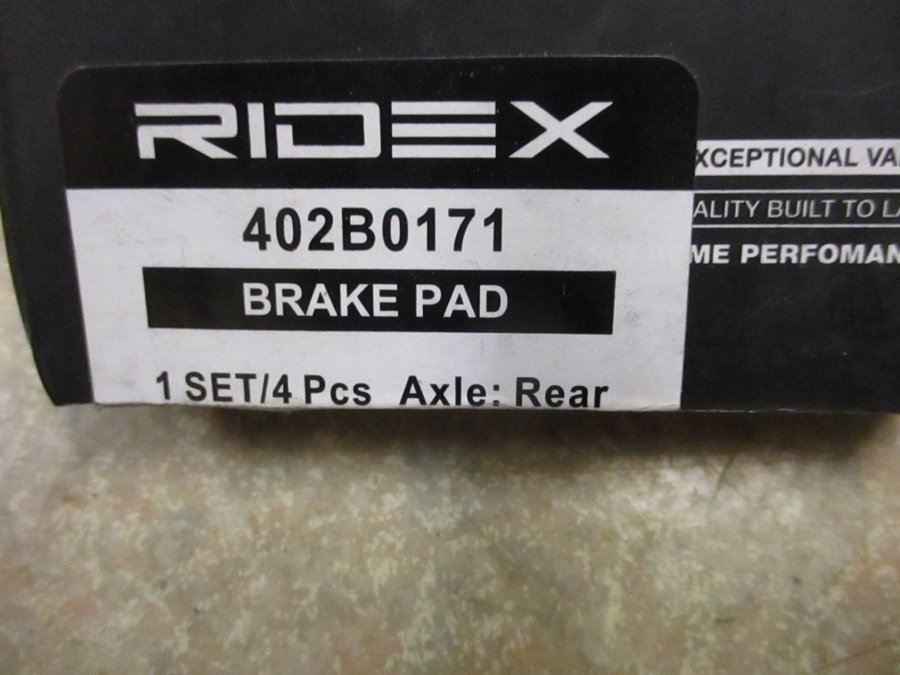 RIDEX
402B0171
BRAKE PAD
1 SET/4 Pcs Axle: Rear
XCEPTIONAL VA
ALITY BUILT TO LA
ME PERFOMAN